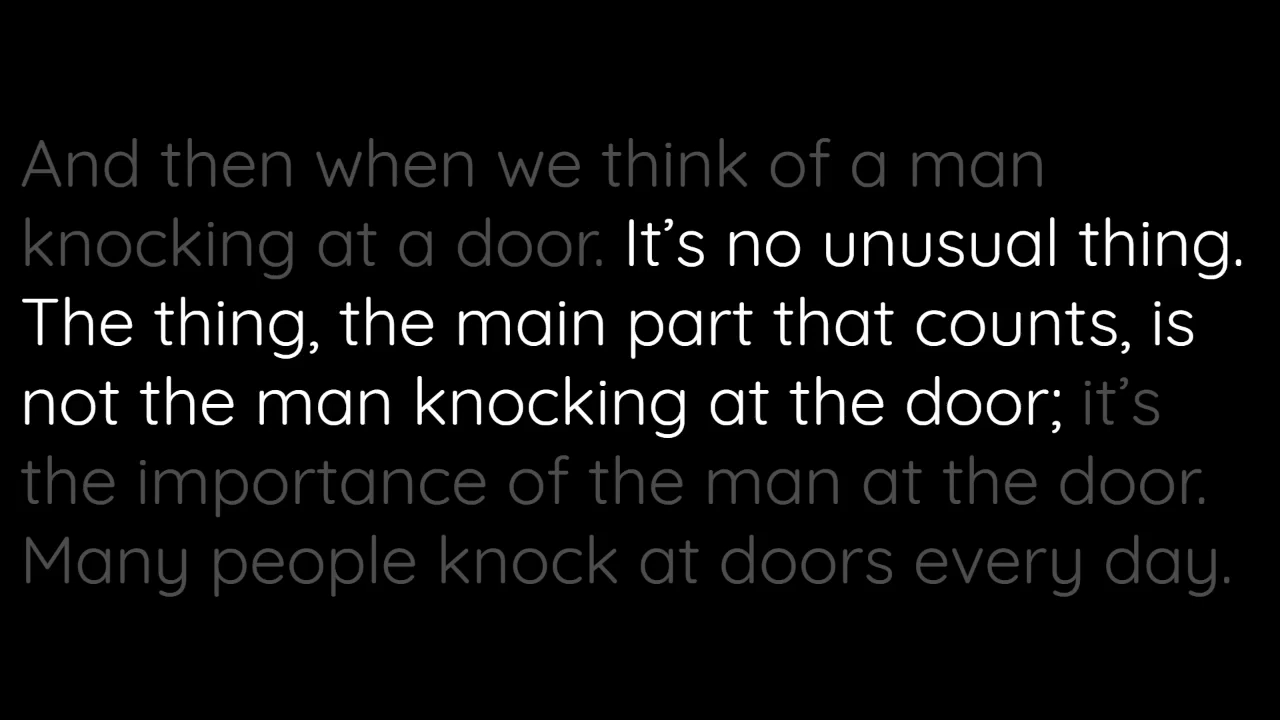 And then when we think of a man
knocking at a door. It’s no unusual thing.
The thing, the main part that counts, is
not the man knocking at the door; it’s
the importance of the man at the door.
Many people knock at doors every day.